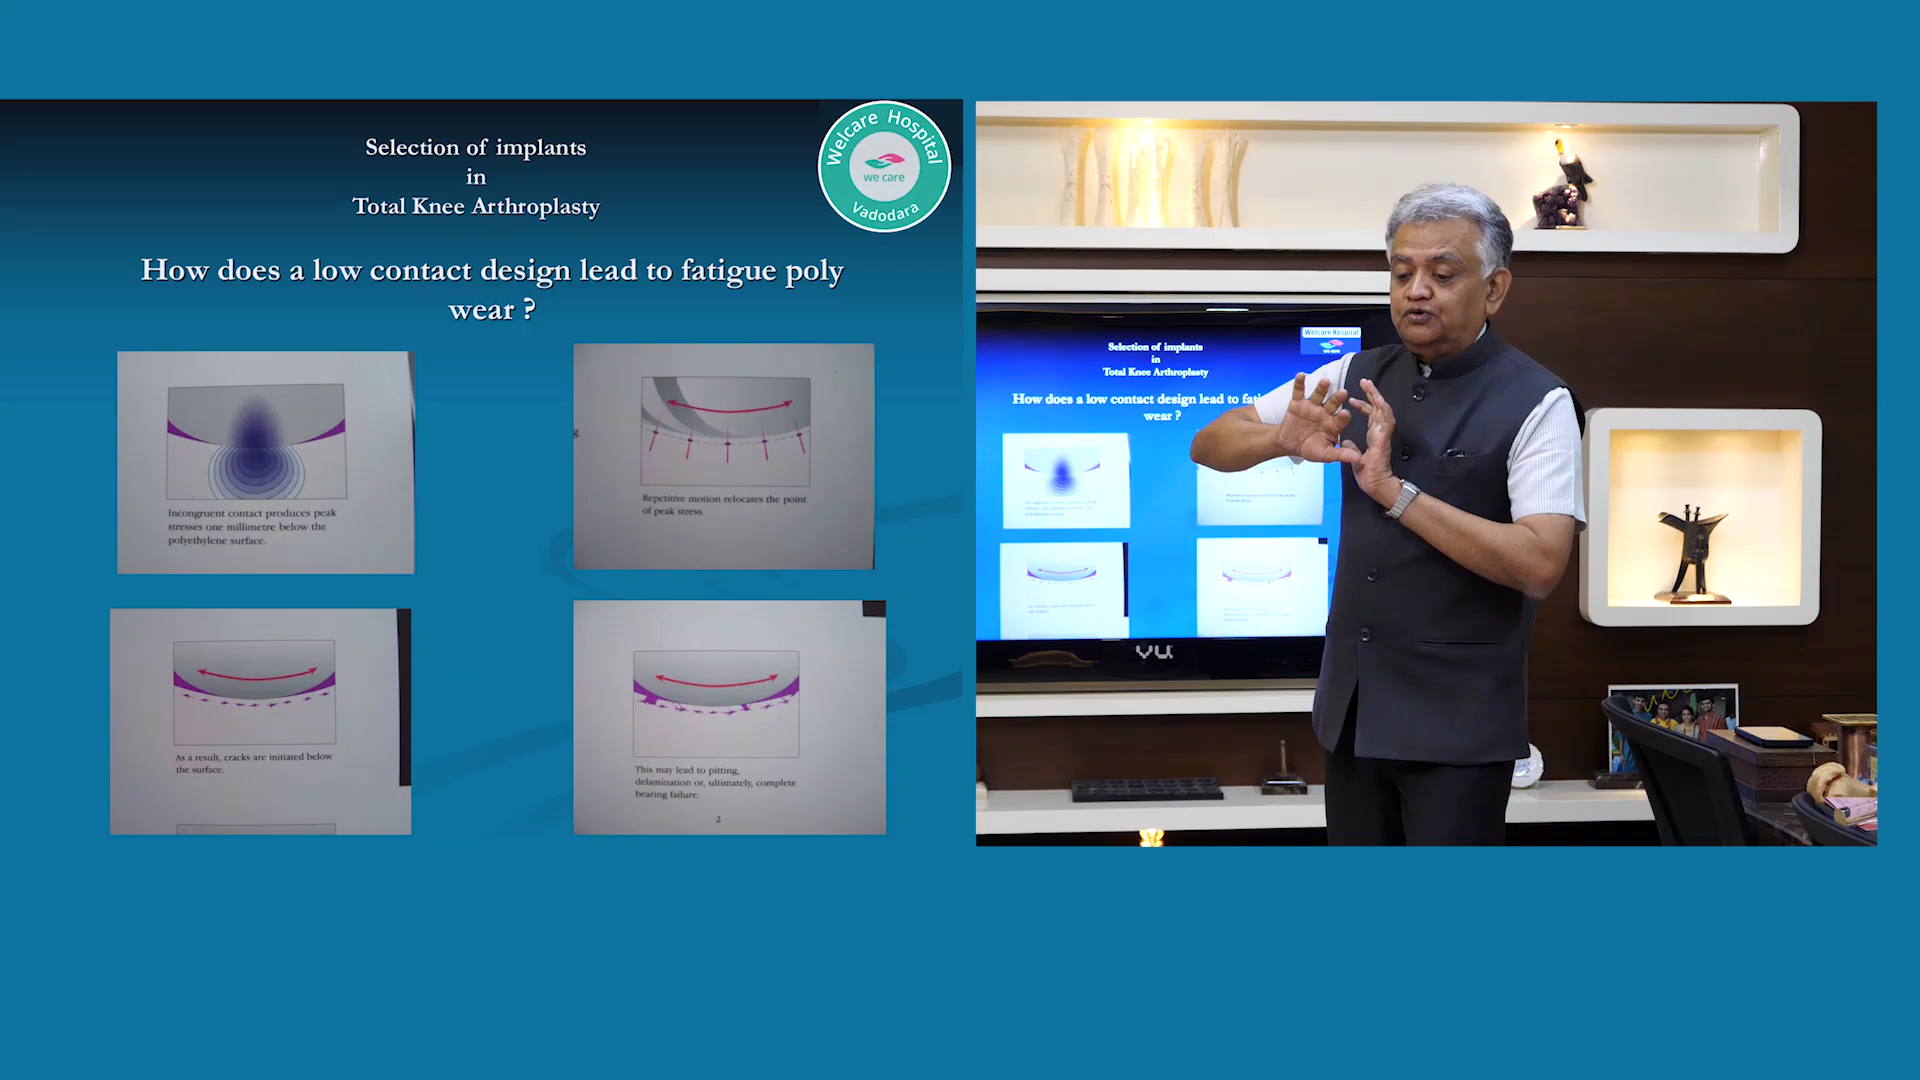 Selection of implants
in
Total Knee Arthroplasty
Welcare Hospital
we care
Vadodara
How does a low contact design lead to fatigue poly
wear ?
Incongruent contact produces peak
stresses one millimetre below the
polyethylene surface.
g
Repetitive motion relocates the point
of peak stress.
As a result, cracks are initiated below
the surface.
This may lead to pitting,
delamination or, ultimately, complete
bearing failure.
2
Welcare Hospital
we care
Selection of implants
in
Total Knee Arthroplasty
How does a low contact design lead to
wear ?
vu